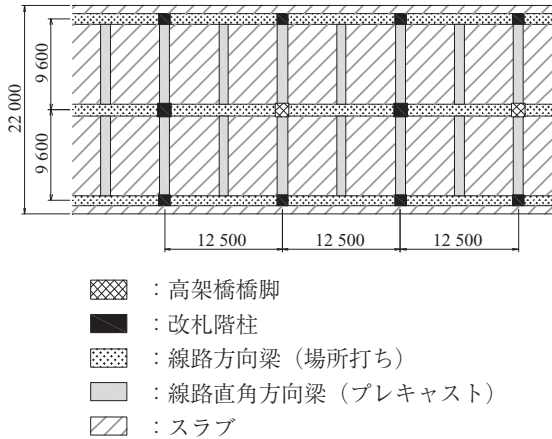 22 000
9 600
9 600
12 500 12 500 12 500
：高架橋橋脚
：改札階柱
：線路方向梁（場所打ち）
：線路直角方向梁（プレキャスト）
：スラブ